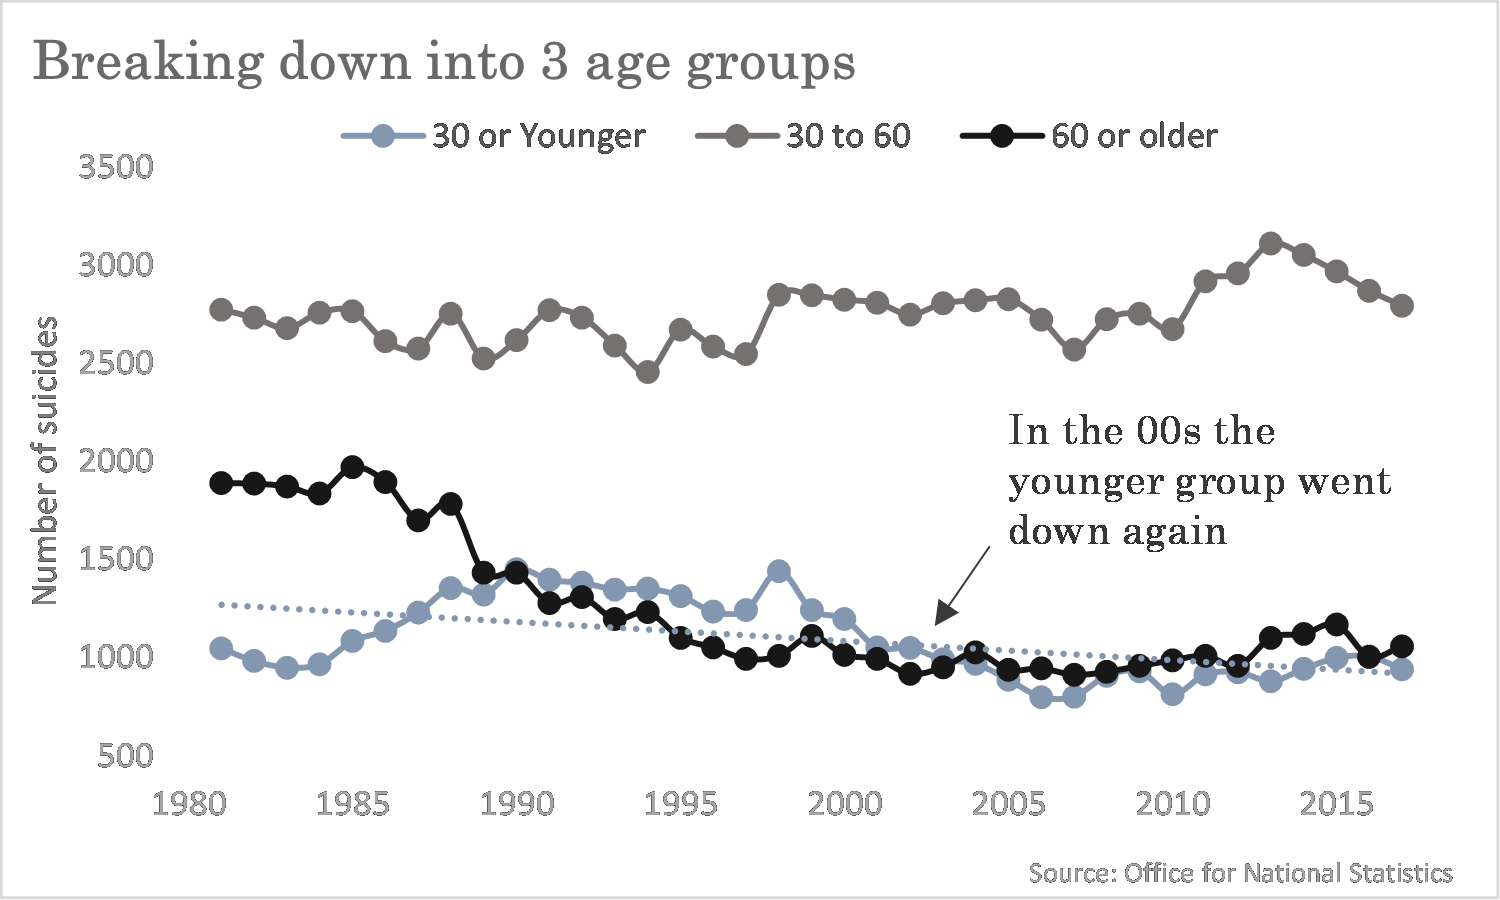 Breaking down into 3 age groups
30 or Younger 30 to 60 60 or older
3500
3000
2500
2000
1500
1000
500
Number of suicides
In the 00s the
younger group went
down again
1980 1985 1990 1995 2000 2005 2010 2015
Source: Office for National Statistics